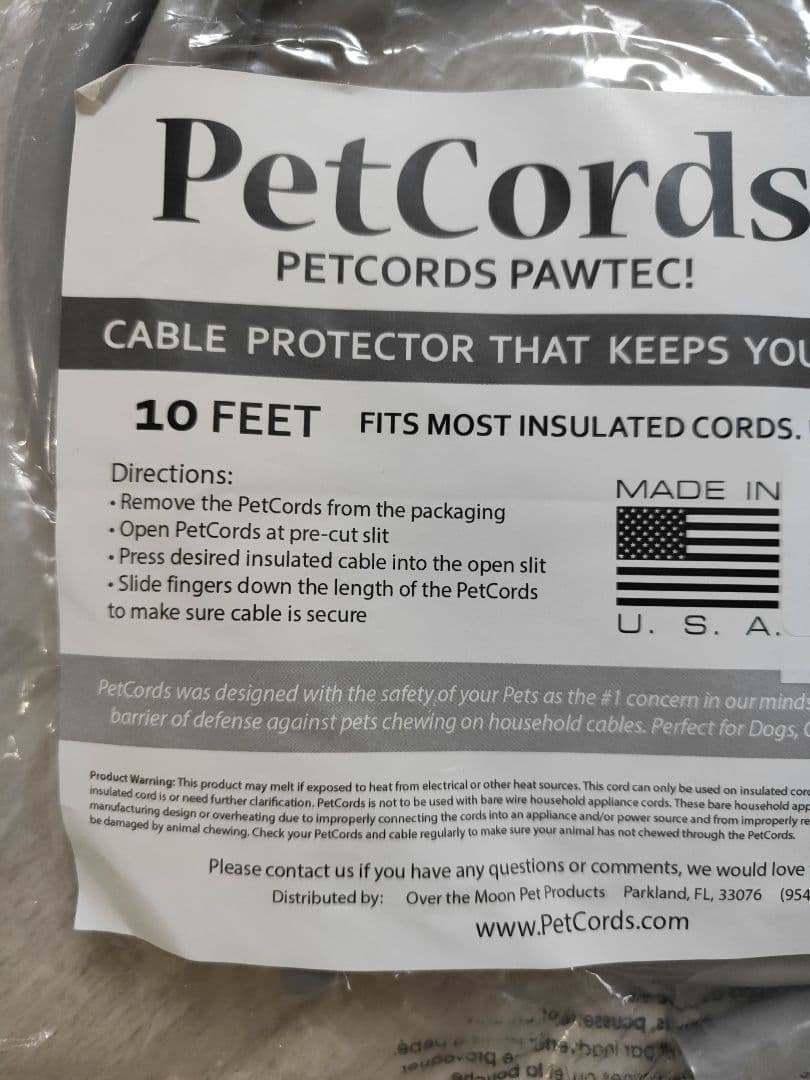 PetCords
PETCORDS PAWTEC!
CABLE PROTECTOR THAT KEEPS YOU
10 FEET FITS MOST INSULATED CORDS.
Directions:
• Remove the PetCords from the packaging
• Open PetCords at pre-cut slit
• Press desired insulated cable into the open slit
• Slide fingers down the length of the PetCords
to make sure cable is secure
MADE IN
U. S. A.
PetCords was designed with the safety of your Pets as the #1 concern in our minds
barrier of defense against pets chewing on household cables. Perfect for Dogs,
Product Warning: This product may melt if exposed to heat from electrical or other heat sources. This cord can only be used on insulated
insulated cord is or need further clarification. PetCords is not to be used with bare wire household appliance cords. These bare household
manufacturing design or overheating due to improperly connecting the cords into an appliance and/or power source and from improperly
be damaged by animal chewing. Check your PetCords and cable regularly to make sure your animal has not chewed through the PetCords.
Please contact us if you have any questions or comments, we would love
Distributed by: Over the Moon Pet Products Parkland, FL, 33076 (954
www.PetCords.com